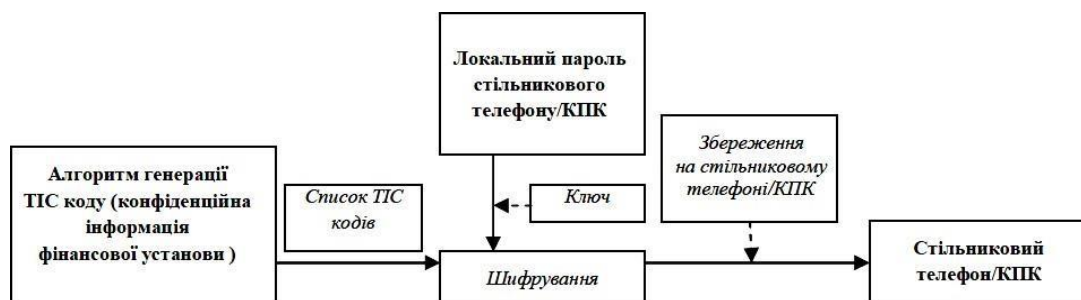 Локальний пароль
стільникового
телефону/КПК
Збереження
на стільниковому
телефоні/КПК
Алгоритм генерації
ТІС коду (конфіденційна
інформація
фінансової установи )
Список ТІС
кодів
Ключ
Шифрування
Стільниковий
телефон/КПК